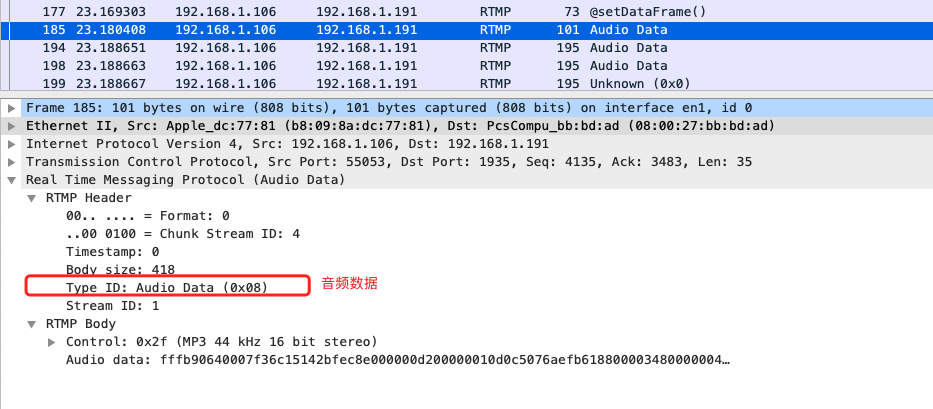 177 23.169303 192.168.1.106 192.168.1.191 RTMP 73 @setDataFrame()
185 23.180408 192.168.1.106 192.168.1.191 RTMP 101 Audio Data
194 23.188651 192.168.1.106 192.168.1.191 RTMP 195 Audio Data
198 23.188663 192.168.1.106 192.168.1.191 RTMP 195 Audio Data
199 23.188667 192.168.1.106 192.168.1.191 RTMP 195 Unknown (0x0)
Frame 185: 101 bytes on wire (808 bits), 101 bytes captured (808 bits) on interface en1, id 0
Ethernet II, Src: Apple_dc:77:81 (b8:09:8a:dc:77:81), Dst: PcsCompu_bb:bd:ad (08:00:27:bb:bd:ad)
Internet Protocol Version 4, Src: 192.168.1.106, Dst: 192.168.1.191
Transmission Control Protocol, Src Port: 55053, Dst Port: 1935, Seq: 4135, Ack: 3483, Len: 35
Real Time Messaging Protocol (Audio Data)
RTMP Header
00.. .... = Format: 0
..00 0100 = Chunk Stream ID: 4
Timestamp: 0
Body size: 418
Type ID: Audio Data (0x08) 音频数据
Stream ID: 1
RTMP Body
Control: 0x2f (MP3 44 kHz 16 bit stereo)
Audio data: fffb90640007f36c15142bfec8e000000d200000010d0c5076aefb618800003480000004…